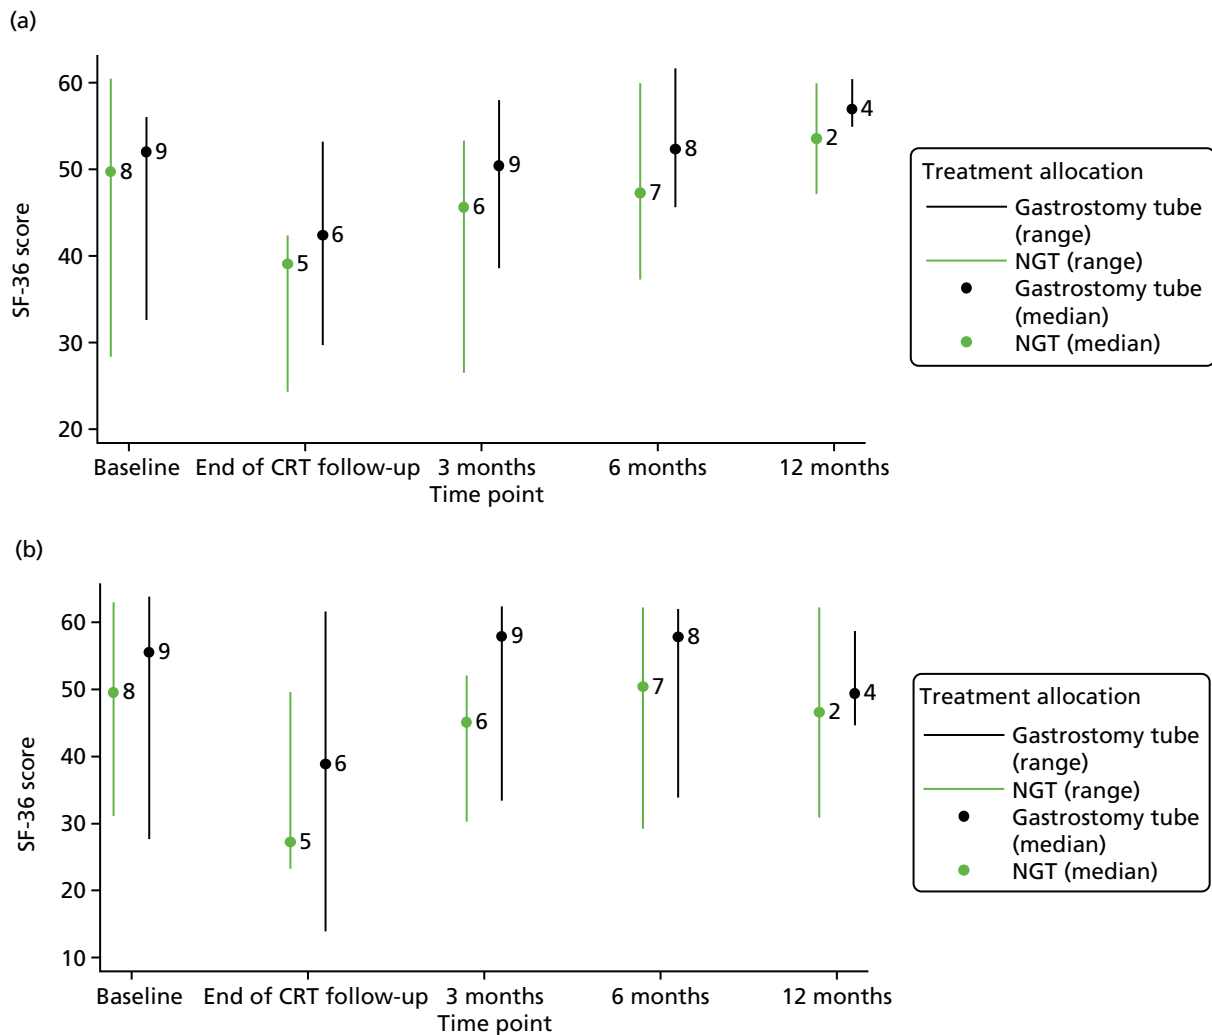 (a)
60
50
40
30
20
SF-36 score
8
9
5
6
6
9
7
8
2
4
Baseline
End of CRT follow-up
3 months
6 months
12 months
Time point
Treatment allocation
Gastrostomy tube
(range)
NGT (range)
Gastrostomy tube
(median)
NGT (median)
(b)
60
50
40
30
20
10
SF-36 score
8
9
5
6
6
9
7
8
2
4
Baseline
End of CRT follow-up
3 months
6 months
12 months
Time point
Treatment allocation
Gastrostomy tube
(range)
NGT (range)
Gastrostomy tube
(median)
NGT (median)